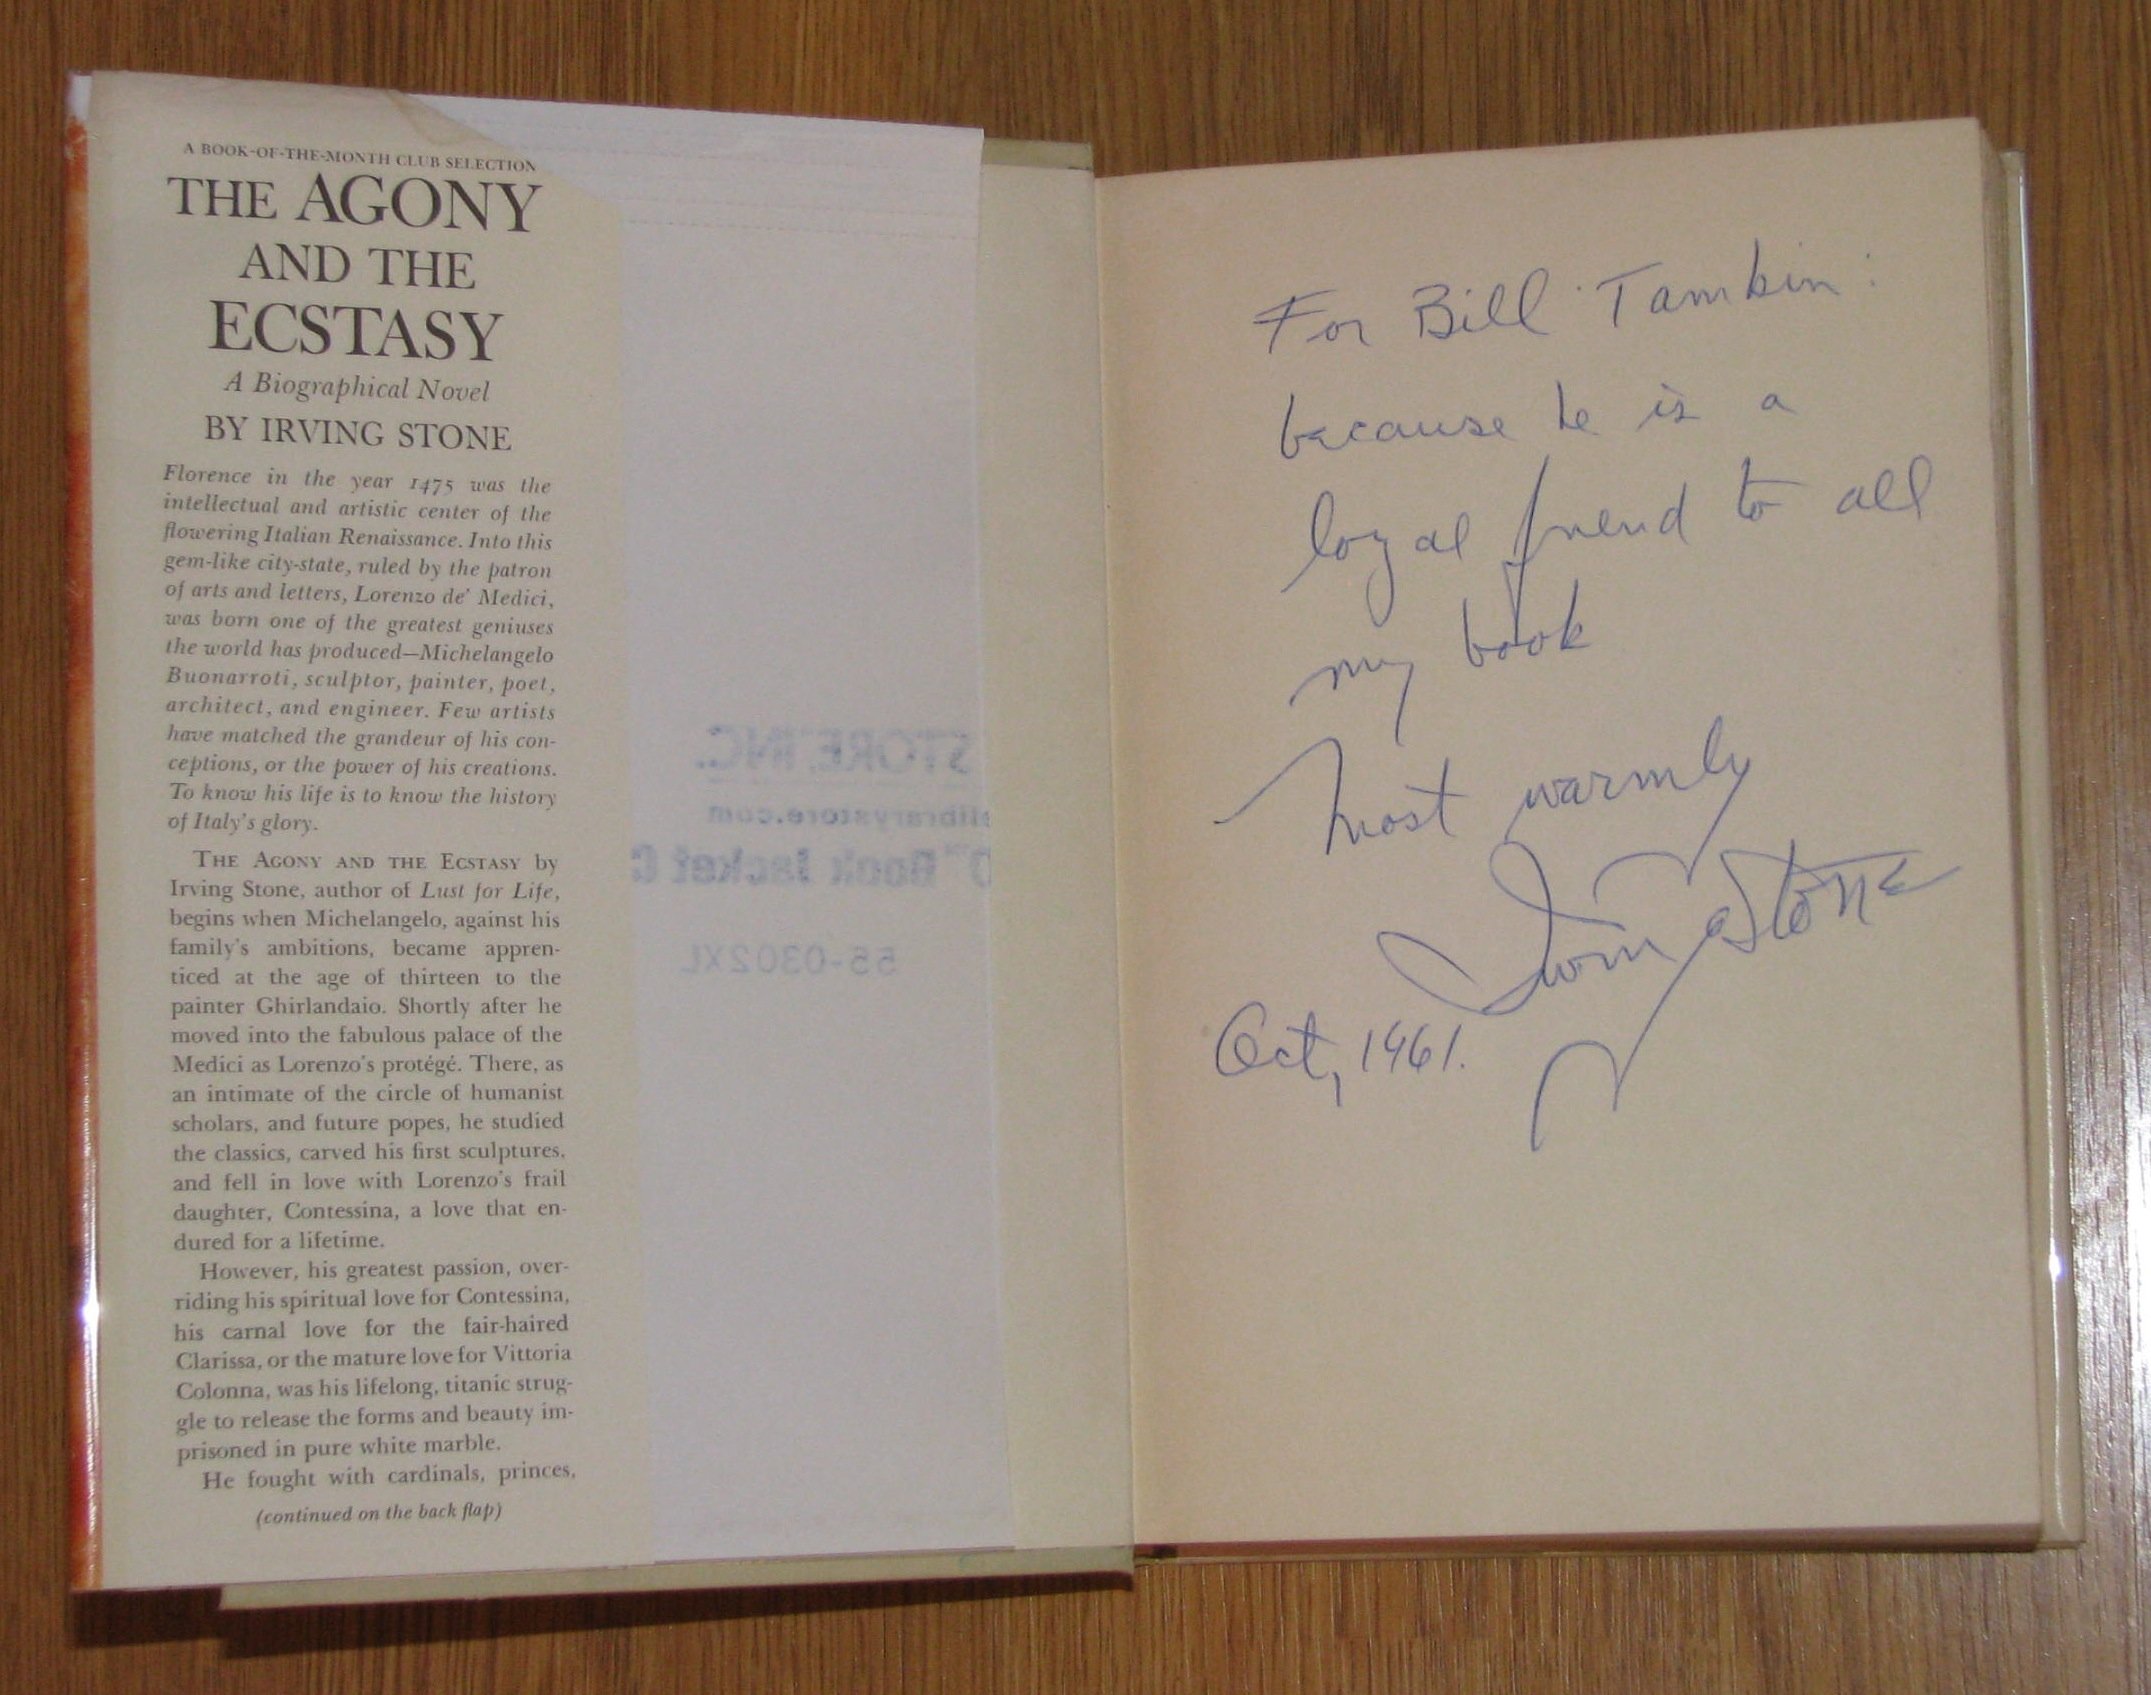 A BOOK-OF-THE-MONTH CLUB SELECTION
THE AGONY
AND THE
ECSTASY
A Biographical Novel
BY IRVING STONE
Florence in the year 1475 was the
intellectual and artistic center of the
flowering Italian Renaissance. Into this
gem-like city-state, ruled by the patron
of arts and letters, Lorenzo de' Medici,
was born one of the greatest geniuses
the world has produced—Michelangelo
Buonarroti, sculptor, painter, poet,
architect, and engineer. Few artists
have matched the grandeur of his con-
ceptions, or the power of his creations.
To know his life is to know the history
of Italy's glory.
THE AGONY AND THE ECSTASY by
Irving Stone, author of Lust for Life,
begins when Michelangelo, against his
family's ambitions, became appren-
ticed at the age of thirteen to the
painter Ghirlandaio. Shortly after he
moved into the fabulous palace of the
Medici as Lorenzo's protégé. There, as
an intimate of the circle of humanist
scholars, and future popes, he studied
the classics, carved his first sculptures,
and fell in love with Lorenzo's frail
daughter, Contessina, a love that en-
dured for a lifetime.
However, his greatest passion, over-
riding his spiritual love for Contessina,
his carnal love for the fair-haired
Clarissa, or the mature love for Vittoria
Colonna, was his lifelong, titanic strug-
gle to release the forms and beauty im-
prisoned in pure white marble.
He fought with cardinals, princes,
(continued on the back flap)
STORE INC.
librarystore.com
Book Jacket C
55-0302XL
For Bill Tamkin:
because he is a
loyal friend to all
my book
Most warmly
Irving Stone
Oct, 1961.